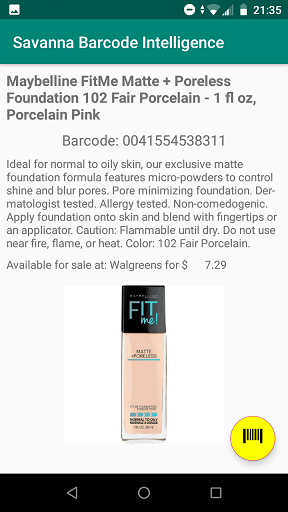 21:35
Savanna Barcode Intelligence
Maybelline FitMe Matte + Poreless
Foundation 102 Fair Porcelain - 1 fl oz,
Porcelain Pink
Barcode: 0041554538311
Ideal for normal to oily skin, our exclusive matte
foundation formula features micro-powders to control
shine and blur pores. Pore minimizing foundation. Der-
matologist tested. Allergy tested. Non-comedogenic.
Apply foundation onto skin and blend with fingertips or
an applicator. Caution: Flammable until dry. Do not use
near fire, flame, or heat. Color: 102 Fair Porcelain.
Available for sale at: Walgreens for $ 7.29
MAYBELLINE
FIT
me!
MATTE
+PORELESS
NORMAL TO OILY